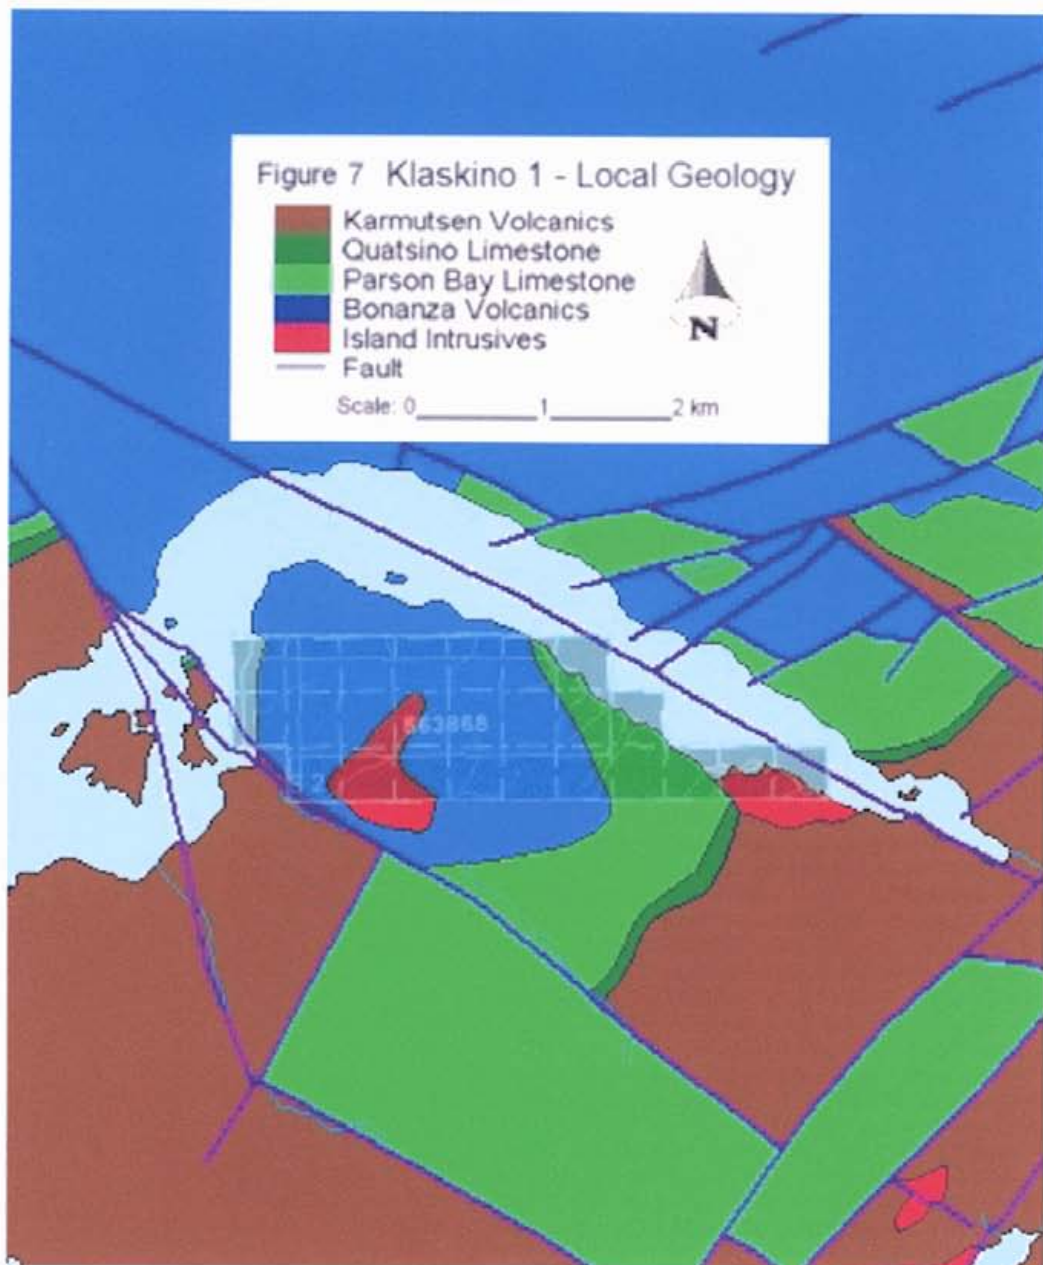 Figure 7 Klaskino 1 - Local Geology
Karmutsen Volcanics
Quatsino Limestone
Parson Bay Limestone
Bonanza Volcanics
Island Intrusives
Fault
N
Scale: 0 1 2 km
563868